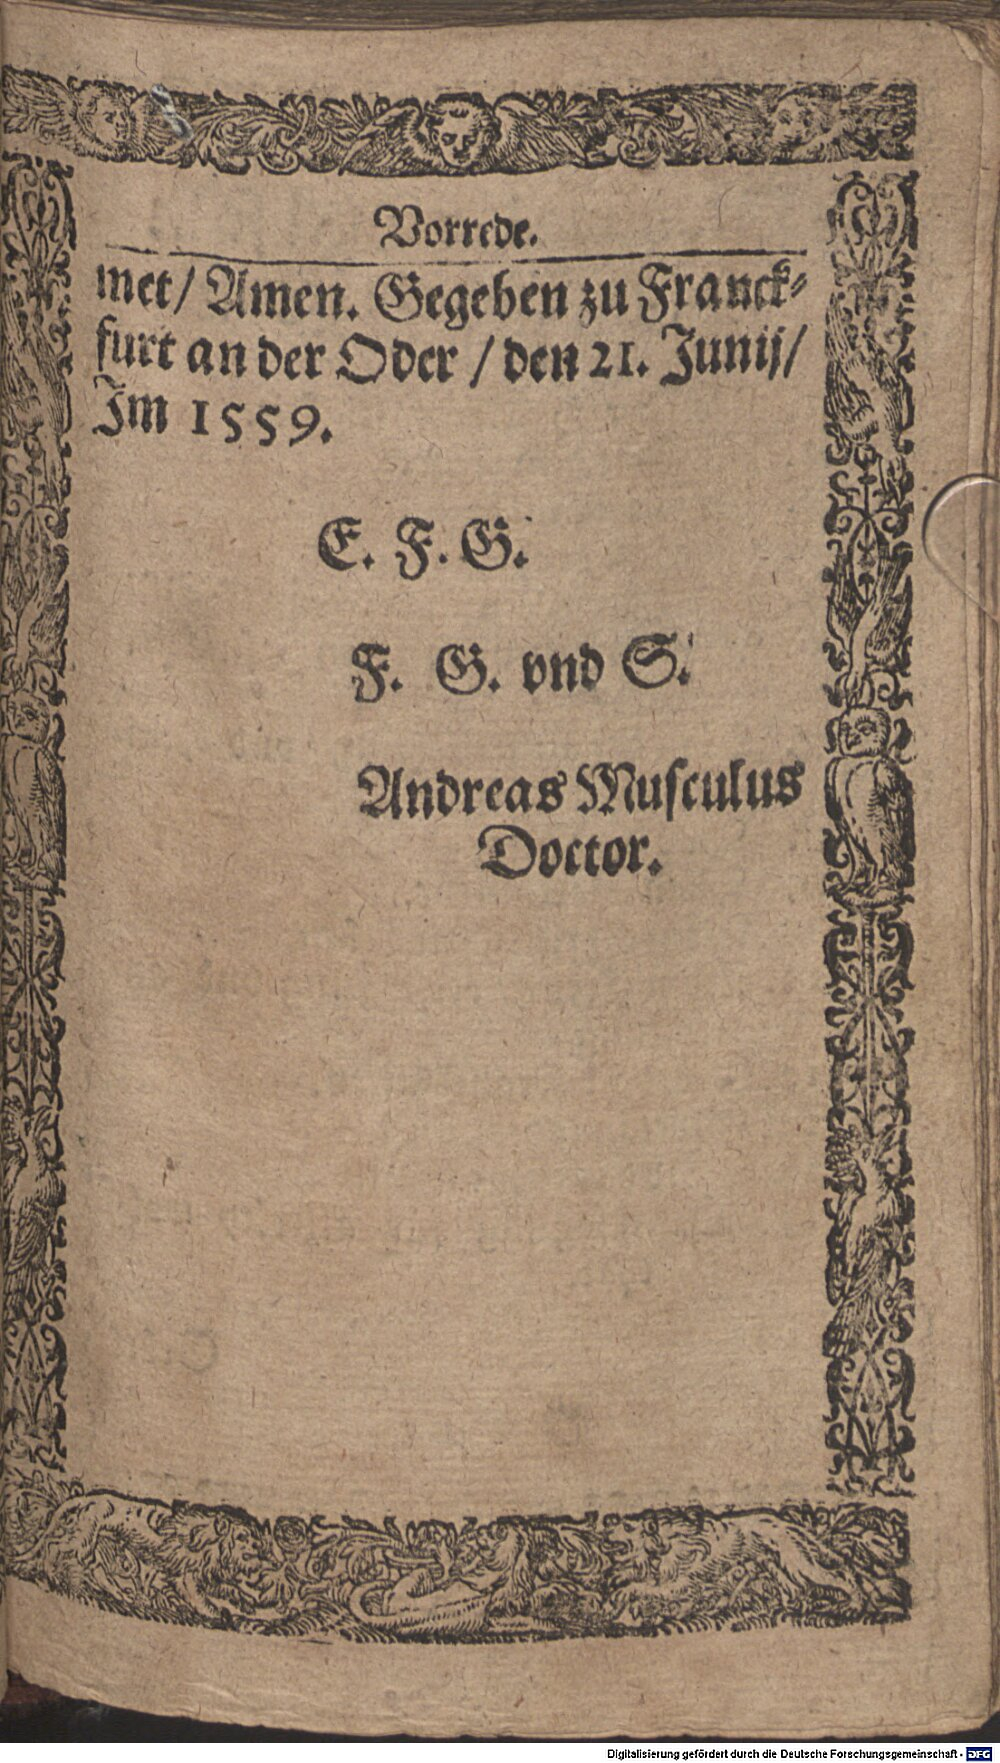 Vorrede.
met/ Amen. Gegeben zu Franck-
furt an der Oder / den 21. Junij/
Im 1559.
E. F. G.
F. G. vnd S.
Andreas Musculus
Doctor.
Digitalisierung gefördert durch die Deutsche Forschungsgemeinschaft - DFG